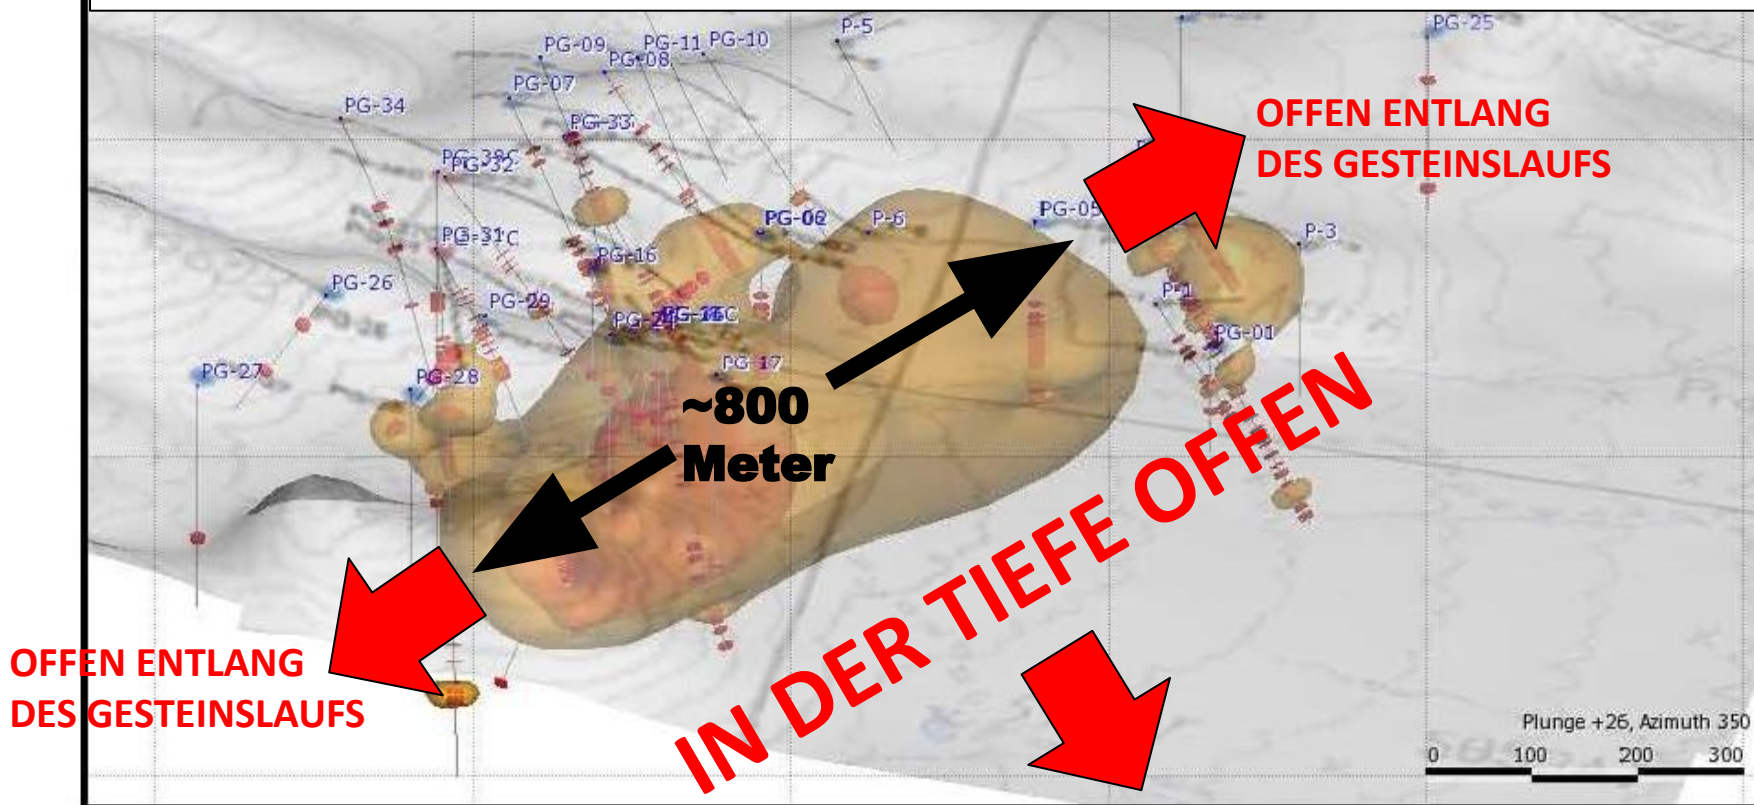 PG-25
P-5
PG-09
PG-11
PG-10
PG-08
PG-07
PG-34
PG-33
OFFEN ENTLANG
DES GESTEINSLAUFS
PG-32
PG-31C
PG-06
P-6
PG-05
P-3
PG-16
PG-26
PG-29
P-1
PG-01
PG-17
PG-27
PG-28
~800
Meter
IN DER TIEFE OFFEN
OFFEN ENTLANG
DES GESTEINSLAUFS
Plunge +26, Azimuth 350
0 100 200 300